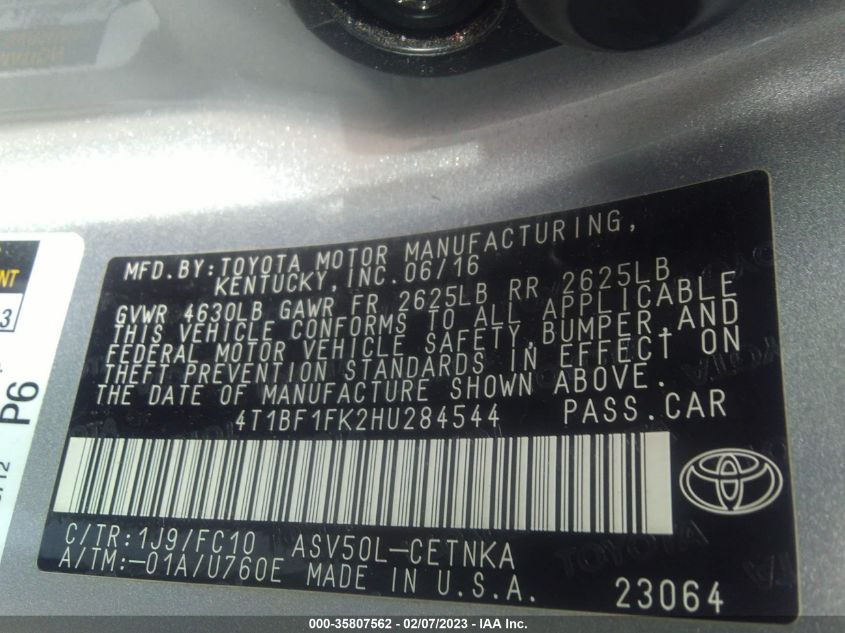 MFD. BY: TOYOTA MOTOR MANUFACTURING,
KENTUCKY, INC. 06/16
GVWR 4630LB GAWR FR 2625LB RR 2625LB
THIS VEHICLE CONFORMS TO ALL APPLICABLE
FEDERAL MOTOR VEHICLE SAFETY, BUMPER, AND
THEFT PREVENTION STANDARDS IN EFFECT ON
THE DATE OF MANUFACTURE SHOWN ABOVE.
4T1BF1FK2HU284544 PASS. CAR
C/TR: 1J9/FC10 ASV50L-CETNKA
A/TM: -01A/U760E MADE IN U.S.A.
23064
P6
000-35807562 - 02/07/2023 - IAA Inc.